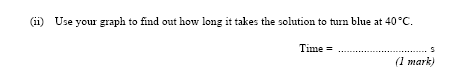 (ii) Use your graph to find out how long it takes the solution to turn blue at 40 °C.
Time = ................................ s
(1 mark)